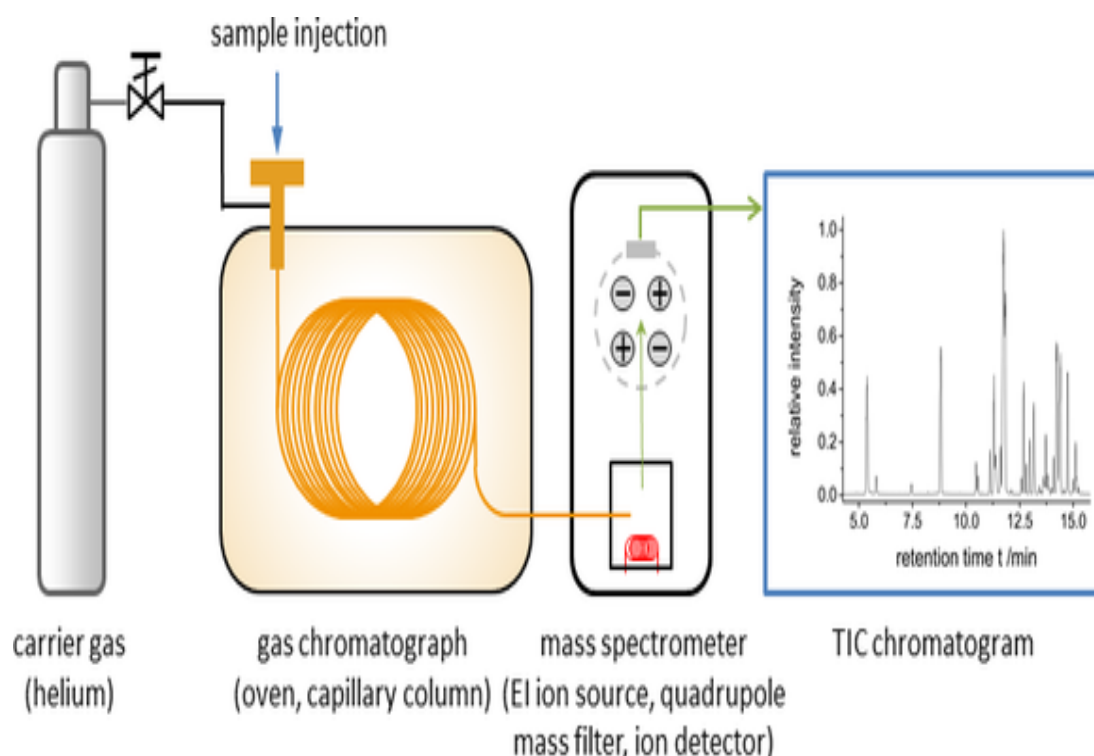 sample injection
relative intensity
1.0
0.8
0.6
0.4
0.2
0.0
5.0 7.5 10.0 12.5 15.0
retention time t /min
carrier gas
(helium)
gas chromatograph
(oven, capillary column)
mass spectrometer
(EI ion source, quadrupole
mass filter, ion detector)
TIC chromatogram